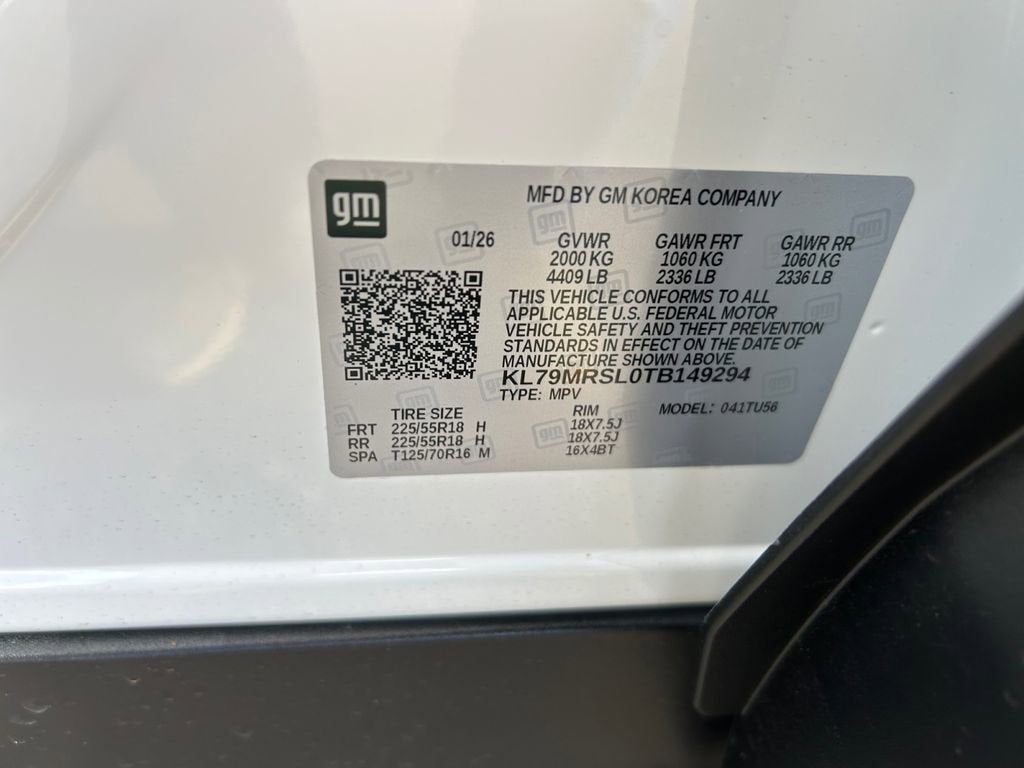 gm
MFD BY GM KOREA COMPANY
01/26
GVWR GAWR FRT GAWR RR
2000 KG 1060 KG 1060 KG
4409 LB 2336 LB 2336 LB
THIS VEHICLE CONFORMS TO ALL
APPLICABLE U.S. FEDERAL MOTOR
VEHICLE SAFETY AND THEFT PREVENTION
STANDARDS IN EFFECT ON THE DATE OF
MANUFACTURE SHOWN ABOVE.
KL79MRSL0TB149294
TYPE: MPV MODEL: 041TU56
TIRE SIZE RIM
FRT 225/55R18 H 18X7.5J
RR 225/55R18 H 18X7.5J
SPA T125/70R16 M 16X4BT